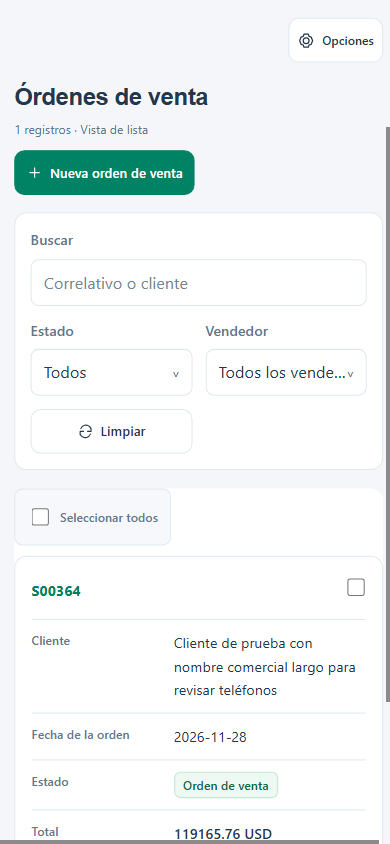 Opciones
Órdenes de venta
1 registros · Vista de lista
+ Nueva orden de venta
Buscar
Correlativo o cliente
Estado
Vendedor
Todos
Todos los vende...
Limpiar
Seleccionar todos
S00364
Cliente
Cliente de prueba con
nombre comercial largo para
revisar teléfonos
Fecha de la orden
2026-11-28
Estado
Orden de venta
Total
119165.76 USD